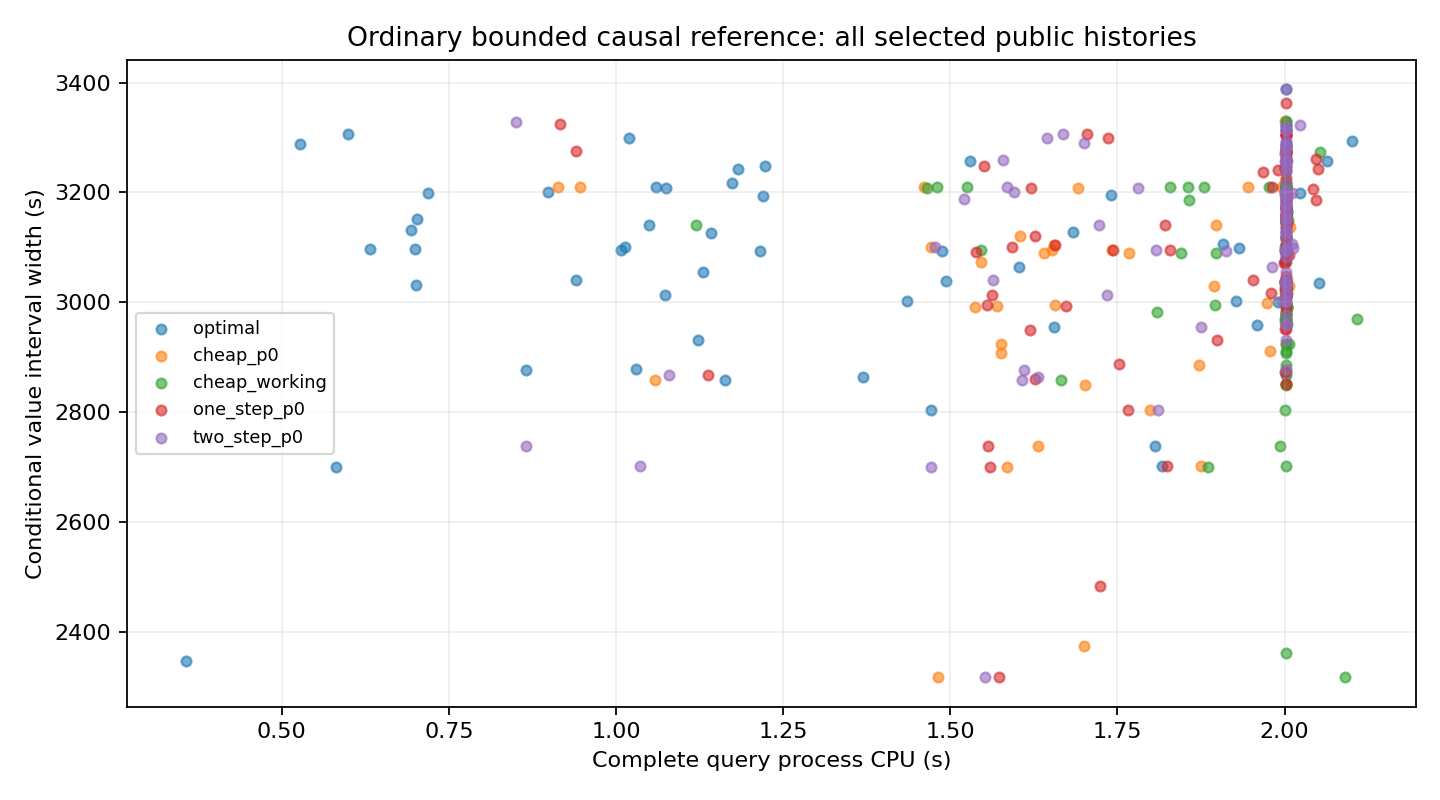 Ordinary bounded causal reference: all selected public histories
Conditional value interval width (s)
3400
3200
3000
2800
2600
2400
optimal
cheap_p0
cheap_working
one_step_p0
two_step_p0
0.50 0.75 1.00 1.25 1.50 1.75 2.00
Complete query process CPU (s)